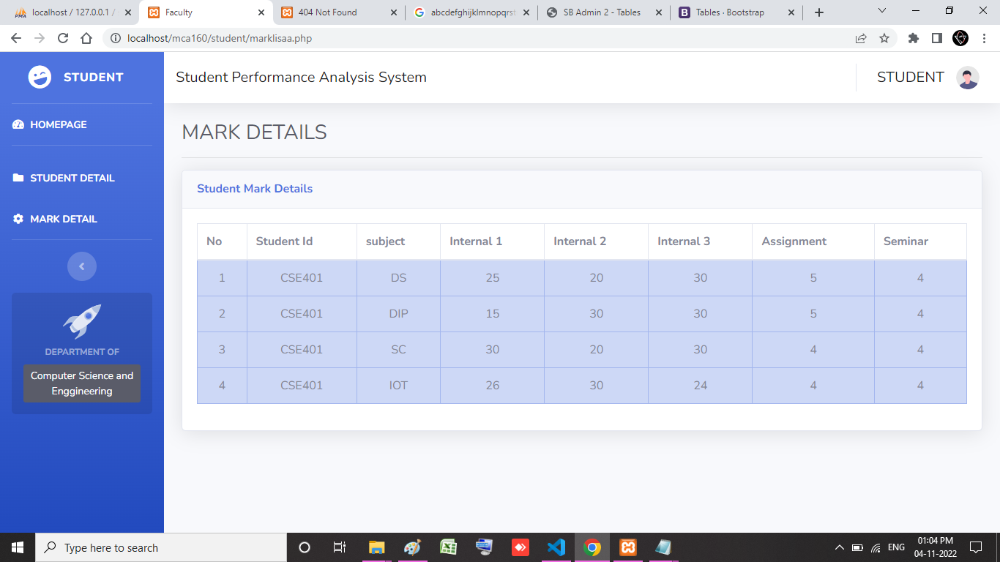 localhost / 127.0.0.1 /
Faculty
404 Not Found
abcdefghijklmnopqrst
SB Admin 2 - Tables
Tables · Bootstrap
localhost/mca160/student/marklisaa.php
STUDENT
Student Performance Analysis System
STUDENT
HOMEPAGE
STUDENT DETAIL
MARK DETAIL
DEPARTMENT OF
Computer Science and
Enggineering
MARK DETAILS
Student Mark Details
No Student Id subject Internal 1 Internal 2 Internal 3 Assignment Seminar
1 CSE401 DS 25 20 30 5 4
2 CSE401 DIP 15 30 30 5 4
3 CSE401 SC 30 20 30 4 4
4 CSE401 IOT 26 30 24 4 4
Type here to search
ENG
01:04 PM
04-11-2022